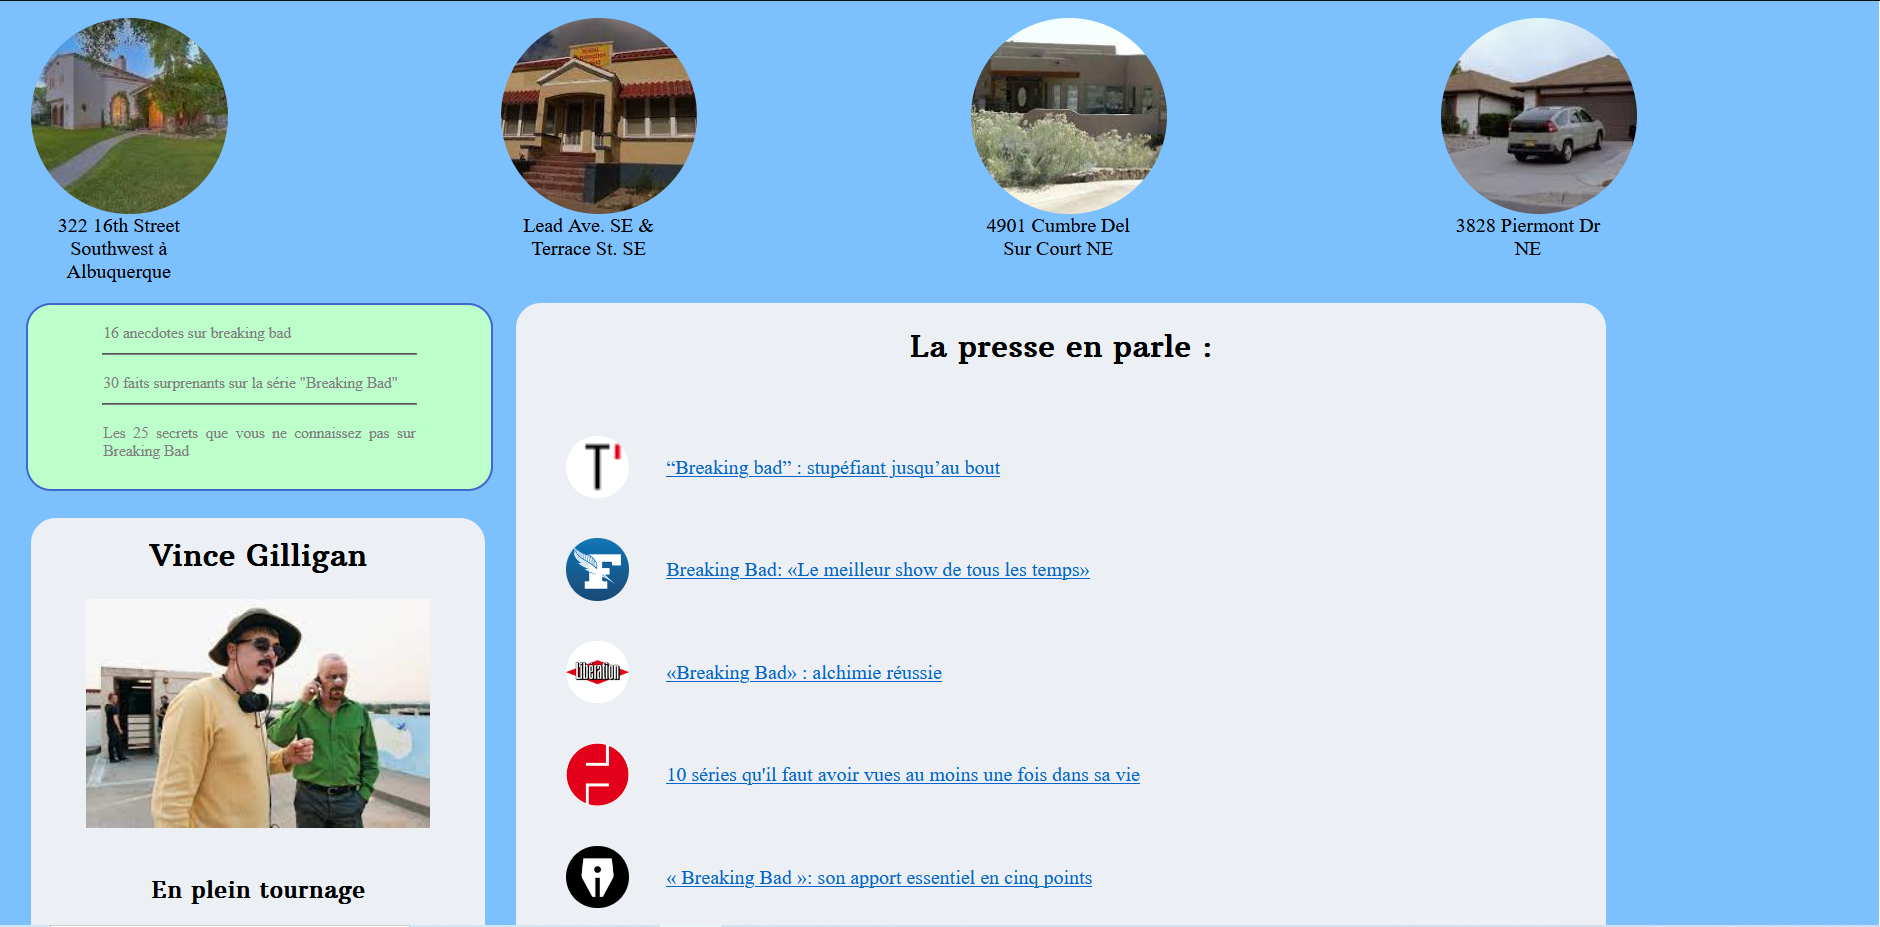 322 16th Street
Southwest à
Albuquerque
Lead Ave. SE &
Terrace St. SE
4901 Cumbre Del
Sur Court NE
3828 Piermont Dr
NE
16 anecdotes sur breaking bad
30 faits surprenants sur la série "Breaking Bad"
Les 25 secrets que vous ne connaissez pas sur
Breaking Bad
Vince Gilligan
En plein tournage
La presse en parle :
T'
“Breaking bad” : stupéfiant jusqu’au bout
F
Breaking Bad: «Le meilleur show de tous les temps»
Libération
«Breaking Bad» : alchimie réussie
10 séries qu'il faut avoir vues au moins une fois dans sa vie
« Breaking Bad »: son apport essentiel en cinq points